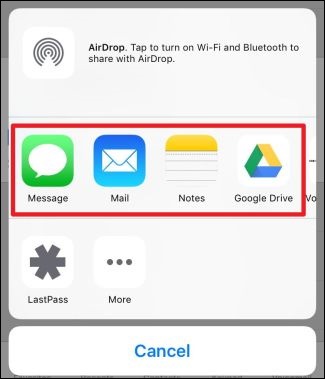 AirDrop. Tap to turn on Wi-Fi and Bluetooth to
share with AirDrop.
Message Mail Notes Google Drive Vo
LastPass More
Cancel